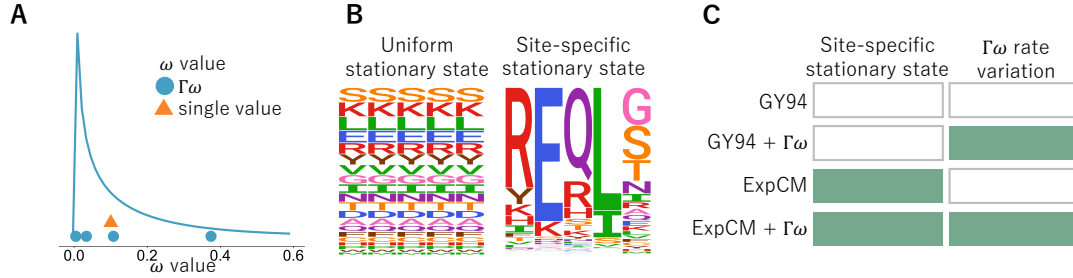 A
ω value
Γω
single value
0.0 0.2 0.4 0.6
ω value
B
Uniform
stationary state
Site-specific
stationary state
S S S S S
K K K K K
L L L L L
E E E E E
R R R R R
Y Y Y Y Y
V V V V V
G G G G G
I I I I I
N N N N N
T T T T T
D D D D D
R E Q L G
S
Y R T
K I N
H K H I
C
Site-specific
stationary state
Γω rate
variation
GY94
GY94 + Γω
ExpCM
ExpCM + Γω